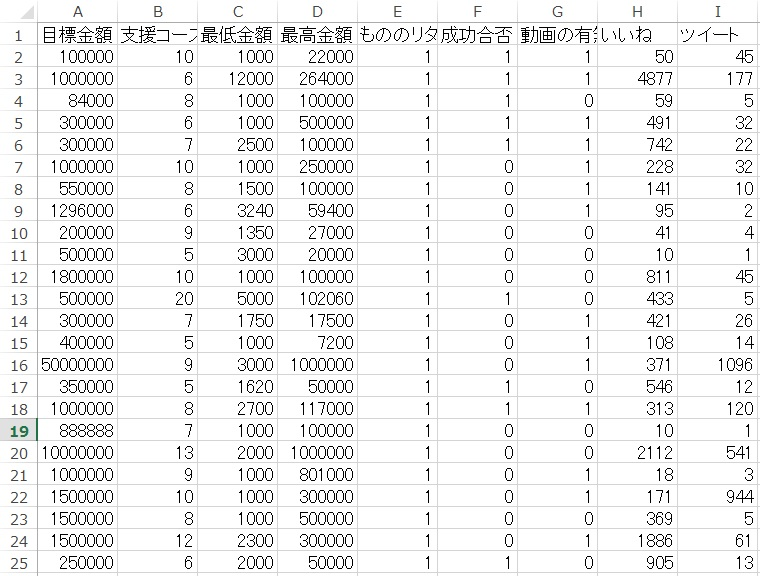 A B C D E F G H I
1 目標金額 支援コース 最低金額 最高金額 もののリタ 成功合否 動画の有無 いいね ツイート
2 100000 10 1000 22000 1 1 1 50 45
3 1000000 6 12000 264000 1 1 1 4877 177
4 84000 8 1000 100000 1 1 0 59 5
5 300000 6 1000 500000 1 1 1 491 32
6 300000 7 2500 100000 1 1 1 742 22
7 1000000 10 1000 250000 1 0 1 228 32
8 550000 8 1500 100000 1 0 1 141 10
9 1296000 6 3240 59400 1 0 1 95 2
10 200000 9 1350 27000 1 0 0 41 4
11 500000 5 3000 20000 1 0 0 10 1
12 1800000 10 1000 100000 1 0 0 811 45
13 500000 20 5000 102060 1 1 0 433 5
14 300000 7 1750 17500 1 0 1 421 26
15 400000 5 1000 7200 1 0 1 108 14
16 50000000 9 3000 1000000 1 0 1 371 1096
17 350000 5 1620 50000 1 1 0 546 12
18 1000000 8 2700 117000 1 1 1 313 120
19 888888 7 1000 100000 1 0 0 10 1
20 10000000 13 2000 1000000 1 0 0 2112 541
21 1000000 9 1000 801000 1 0 1 18 3
22 1500000 10 1000 300000 1 0 1 171 944
23 1500000 8 1000 500000 1 0 0 369 5
24 1500000 12 2300 300000 1 0 1 1886 61
25 250000 6 2000 50000 1 1 0 905 13